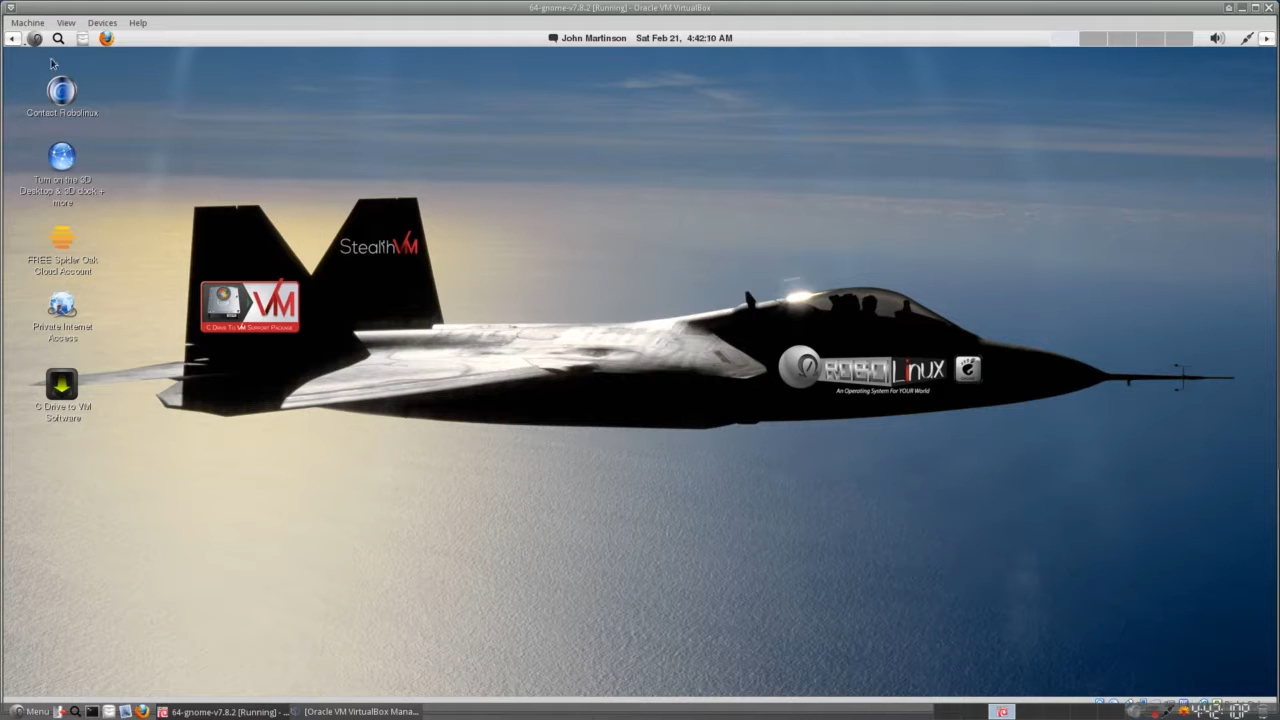 64-gnome-v7.8.2 [Running] - Oracle VM VirtualBox
Machine View Devices Help
John Martinson Sat Feb 21, 4:42:10 AM
Contact Robolinux
Turn on the 3D
Desktop & 3D clock +
more
FREE Spider Oak
Cloud Account
Private Internet
Access
C Drive to VM
Software
StealthVM
VM
C Drive To VM Support Package
ROBOLinux
An Operating System For YOUR World
Menu
64-gnome-v7.8.2 [Running] - ...
[Oracle VM VirtualBox Mana...